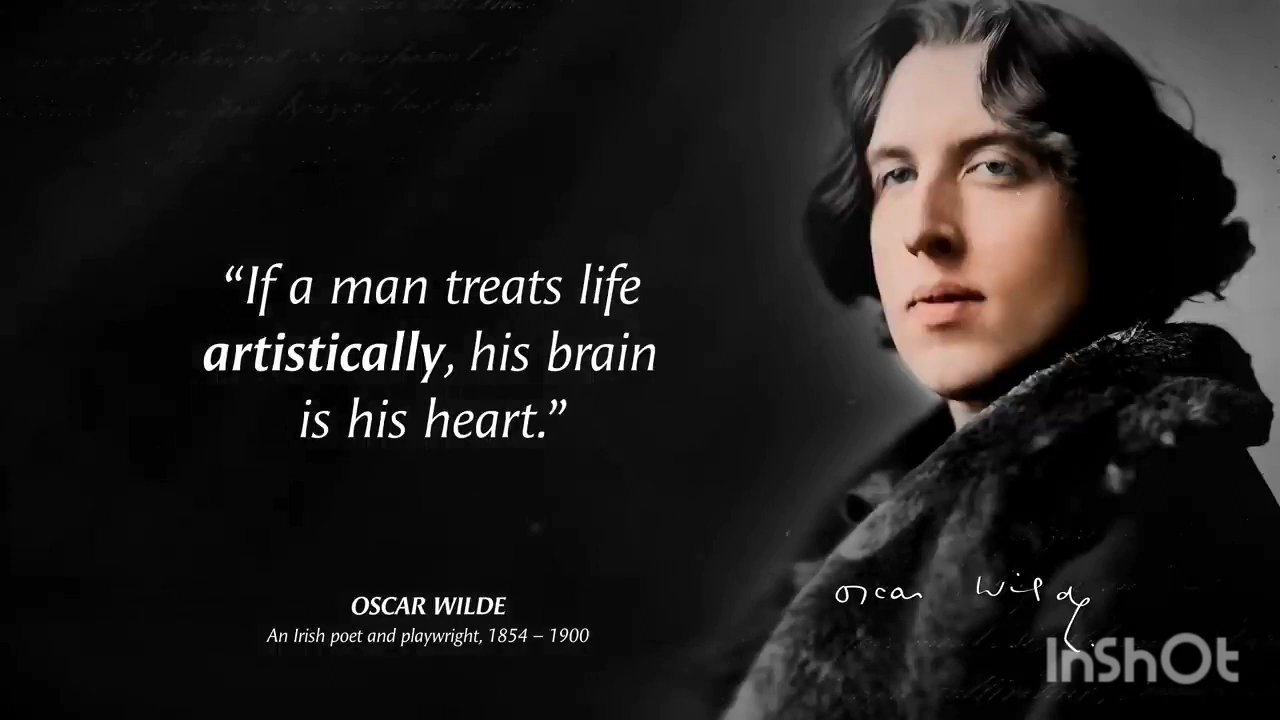 “If a man treats life
artistically, his brain
is his heart.”
OSCAR WILDE
An Irish poet and playwright, 1854 – 1900
Oscar Wilde
InShOt